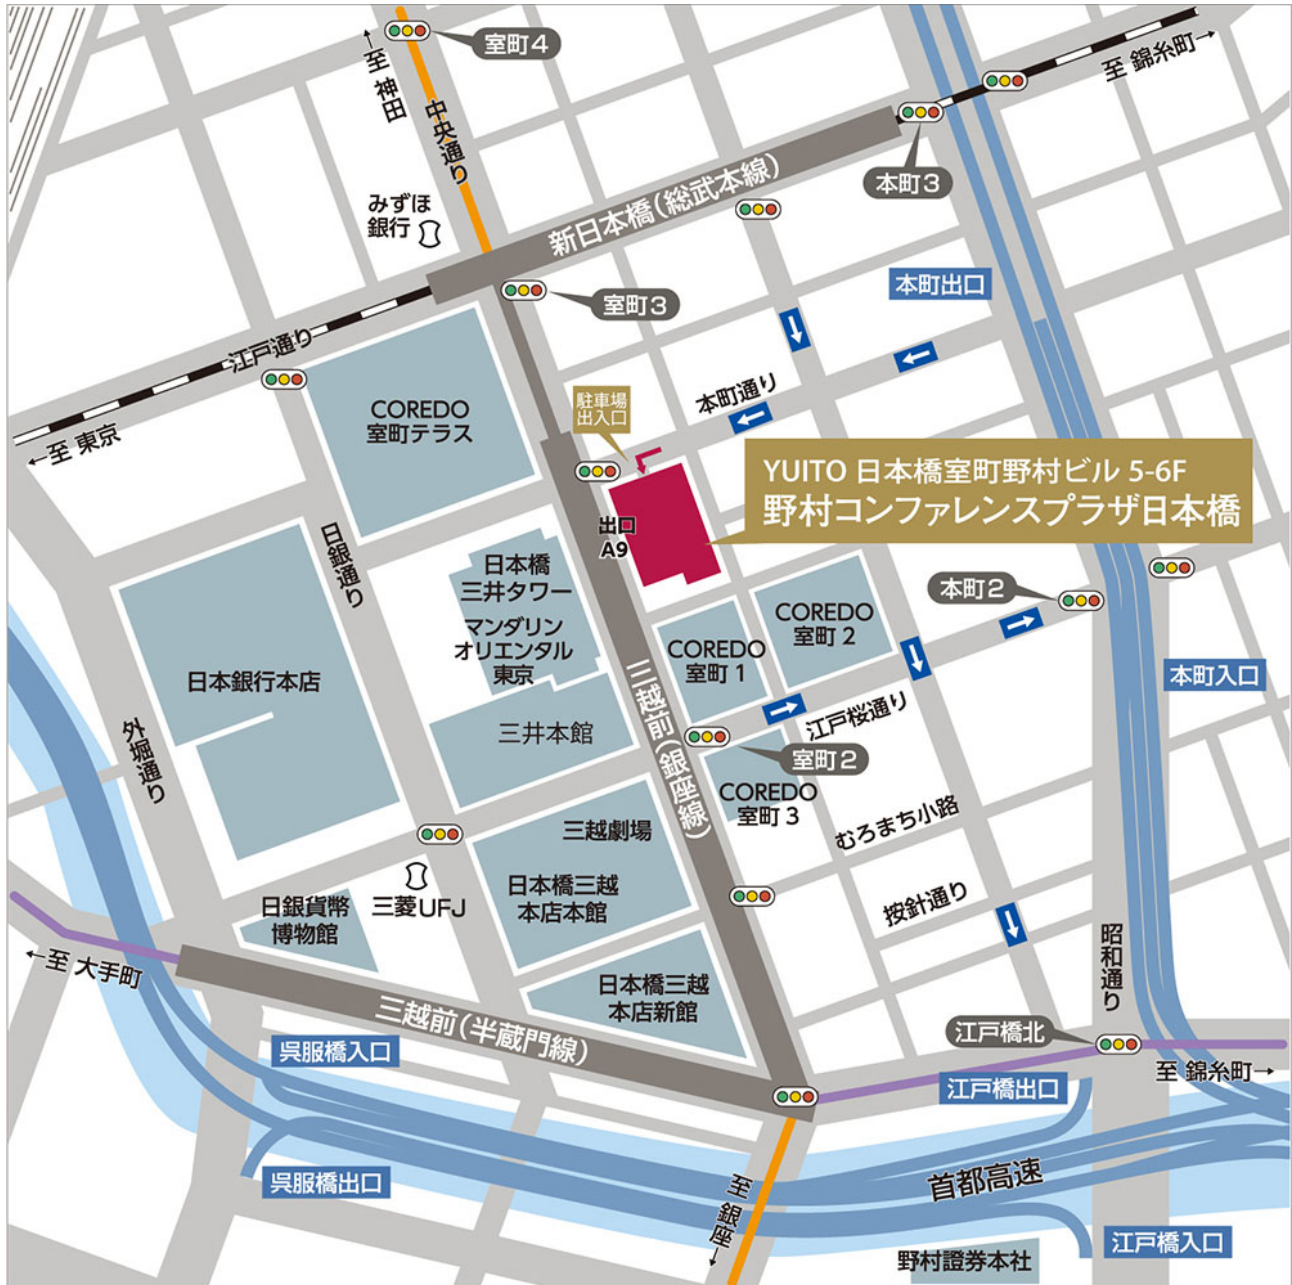 室町4
←至 神田
中央通り
至 錦糸町→
みずほ
銀行
新日本橋(総武本線)
本町3
本町出口
室町3
江戸通り
←至 東京
COREDO
室町テラス
駐車場
出入口
本町通り
YUITO 日本橋室町野村ビル 5-6F
野村コンファレンスプラザ日本橋
出口
A9
日銀通り
日本橋
三井タワー
マンダリン
オリエンタル
東京
COREDO
室町1
COREDO
室町2
本町2
本町入口
日本銀行本店
三井本館
外堀通り
三越前(銀座線)
江戸桜通り
室町2
COREDO
室町3
むろまち小路
三越劇場
日本橋三越
本店本館
三菱UFJ
日銀貨幣
博物館
按針通り
昭和通り
←至 大手町
日本橋三越
本店新館
三越前(半蔵門線)
江戸橋北
呉服橋入口
江戸橋出口
至 錦糸町→
呉服橋出口
首都高速
至 銀座→
野村證券本社
江戸橋入口